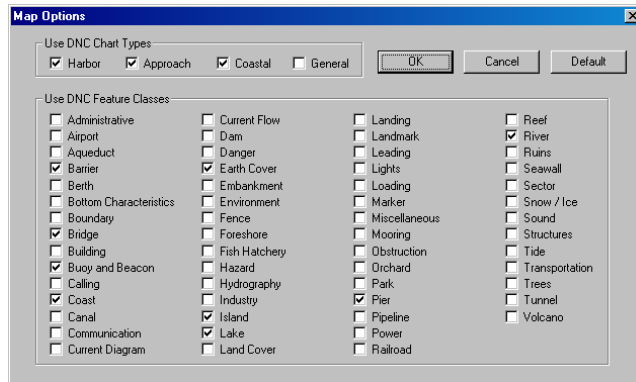 Map Options
Use DNC Chart Types
Harbor Approach Coastal General OK Cancel Default
Use DNC Feature Classes
Administrative Current Flow Landing Reef
Airport Dam Landmark River
Aqueduct Danger Leading Ruins
Barrier Earth Cover Lights Seawall
Berth Embankment Loading Sector
Bottom Characteristics Environment Marker Snow / Ice
Boundary Fence Miscellaneous Sound
Bridge Foreshore Mooring Structures
Building Fish Hatchery Obstruction Tide
Buoy and Beacon Hazard Orchard Transportation
Calling Hydrography Park Trees
Coast Industry Pier Tunnel
Canal Island Pipeline Volcano
Communication Lake Power
Current Diagram Land Cover Railroad